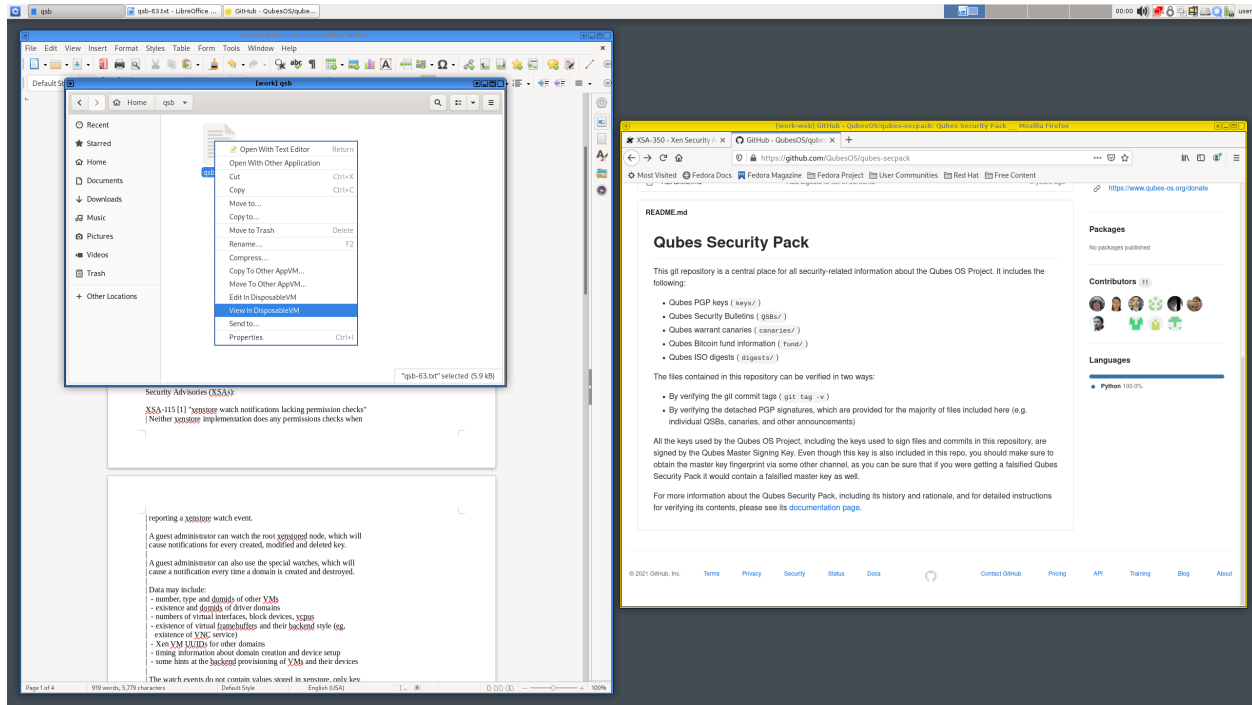 qsb
qsb-63.txt - LibreOffice ...
GitHub - QubesOS/qube...
00:00
user
File Edit View Insert Format Styles Table Form Tools Window Help
Default St
[work] qsb
Home qsb
Recent
Starred
Home
Documents
Downloads
Music
Pictures
Videos
Trash
+ Other Locations
qsb
Open With Text Editor Return
Open With Other Application
Cut Ctrl+X
Copy Ctrl+C
Move to...
Copy to...
Move to Trash Delete
Rename... F2
Compress...
Copy To Other AppVM...
Move To Other AppVM...
Edit In DisposableVM
View In DisposableVM
Send to...
Properties Ctrl+I
"qsb-63.txt" selected (5.9 kB)
Security Advisories (XSAs):
XSA-115 [1] "xenstore watch notifications lacking permission checks"
| Neither xenstore implementation does any permissions checks when
| reporting a xenstore watch event.
|
| A guest administrator can watch the root xenstored node, which will
| cause notifications for every created, modified and deleted key.
|
| A guest administrator can also use the special watches, which will
| cause a notification every time a domain is created and destroyed.
|
| Data may include:
| - number, type and domids of other VMs
| - existence and domids of driver domains
| - numbers of virtual interfaces, block devices, vcpus
| - existence of virtual framebuffers and their backend style (eg,
| existence of VNC service)
| - Xen VM UUIDs for other domains
| - timing information about domain creation and device setup
| - some hints at the backend provisioning of VMs and their devices
|
| The watch events do not contain values stored in xenstore, only key
Page 1 of 4 919 words, 5,779 characters Default Style English (USA) 100%
[work-web] GitHub - QubesOS/qubes-secpack: Qubes Security Pack __ Mozilla Firefox
XSA-350 - Xen Security A
GitHub - QubesOS/qubes
https://github.com/QubesOS/qubes-secpack
Most Visited Fedora Docs Fedora Magazine Fedora Project User Communities Red Hat Free Content
https://www.qubes-os.org/donate
README.md
Qubes Security Pack
This git repository is a central place for all security-related information about the Qubes OS Project. It includes the
following:
• Qubes PGP keys ( keys/ )
• Qubes Security Bulletins ( QSBs/ )
• Qubes warrant canaries ( canaries/ )
• Qubes Bitcoin fund information ( fund/ )
• Qubes ISO digests ( digests/ )
The files contained in this repository can be verified in two ways:
• By verifying the git commit tags ( git tag -v )
• By verifying the detached PGP signatures, which are provided for the majority of files included here (e.g.
individual QSBs, canaries, and other announcements)
All the keys used by the Qubes OS Project, including the keys used to sign files and commits in this repository, are
signed by the Qubes Master Signing Key. Even though this key is also included in this repo, you should make sure to
obtain the master key fingerprint via some other channel, as you can be sure that if you were getting a falsified Qubes
Security Pack it would contain a falsified master key as well.
For more information about the Qubes Security Pack, including its history and rationale, and for detailed instructions
for verifying its contents, please see its documentation page.
Packages
No packages published
Contributors 11
Languages
Python 100.0%
© 2021 GitHub, Inc. Terms Privacy Security Status Docs Contact GitHub Pricing API Training Blog About